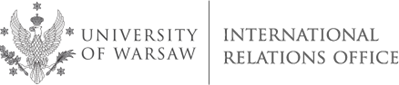 UNIVERSITY
OF WARSAW
INTERNATIONAL
RELATIONS OFFICE